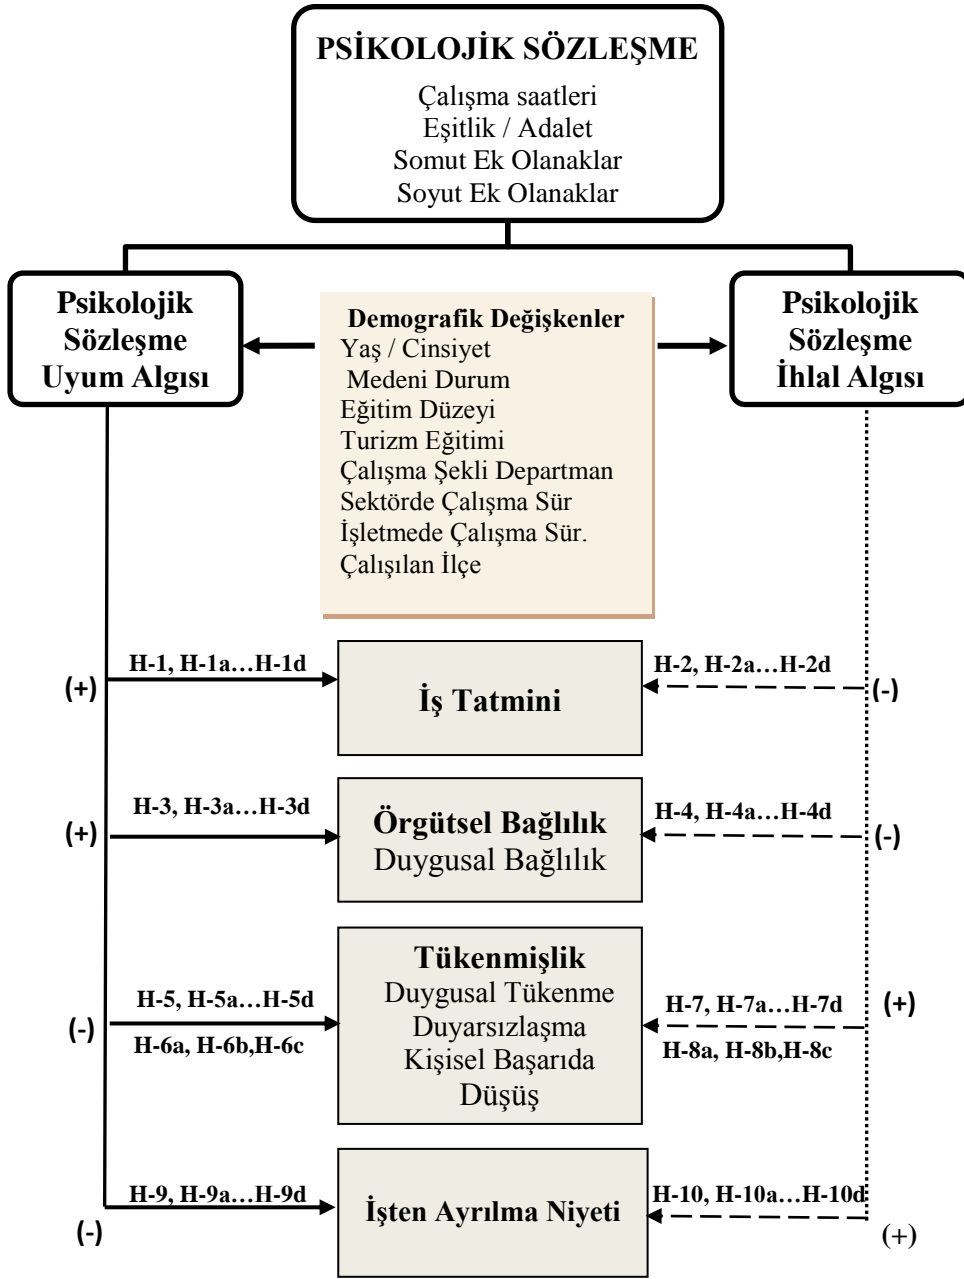 PSİKOLOJİK SÖZLEŞME
Çalışma saatleri
Eşitlik / Adalet
Somut Ek Olanaklar
Soyut Ek Olanaklar
Psikolojik
Sözleşme
Uyum Algısı
Demografik Değişkenler
Yaş / Cinsiyet
Medeni Durum
Eğitim Düzeyi
Turizm Eğitimi
Çalışma Şekli Departman
Sektörde Çalışma Sür
İşletmede Çalışma Sür.
Çalışılan İlçe
Psikolojik
Sözleşme
İhlal Algısı
H-1, H-1a…H-1d
(+)
İş Tatmini
H-2, H-2a…H-2d
(-)
H-3, H-3a…H-3d
(+)
Örgütsel Bağlılık
Duygusal Bağlılık
H-4, H-4a…H-4d
(-)
H-5, H-5a…H-5d
(-)
H-6a, H-6b,H-6c
Tükenmişlik
Duygusal Tükenme
Duyarsızlaşma
Kişisel Başarıda
Düşüş
H-7, H-7a…H-7d
(+)
H-8a, H-8b,H-8c
H-9, H-9a…H-9d
(-)
İşten Ayrılma Niyeti
H-10, H-10a…H-10d
(+)